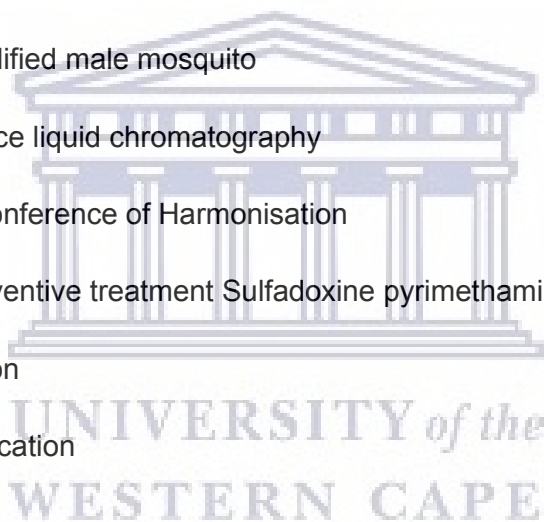 lified male mosquito
ce liquid chromatography
onference of Harmonisation
ventive treatment Sulfadoxine pyrimethami
on
UNIVERSITY of the
cation
WESTERN CAPE